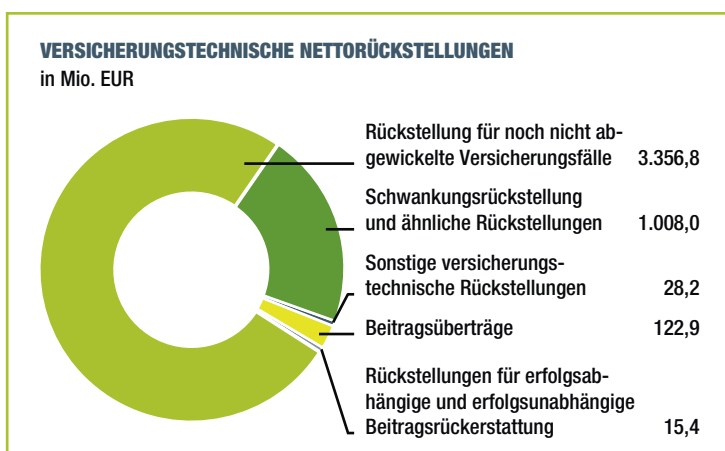 VERSICHERUNGSTECHNISCHE NETTORÜCKSTELLUNGEN
in Mio. EUR
Rückstellung für noch nicht ab-
gewickelte Versicherungsfälle 3.356,8
Schwankungsrückstellung
und ähnliche Rückstellungen 1.008,0
Sonstige versicherungs-
technische Rückstellungen 28,2
Beitragsüberträge 122,9
Rückstellungen für erfolgsab-
hängige und erfolgsunabhängige
Beitragsrückerstattung 15,4